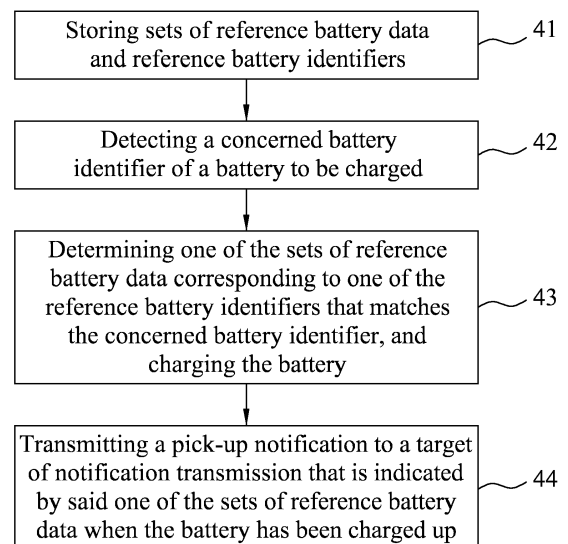 Storing sets of reference battery data
and reference battery identifiers
41
Detecting a concerned battery
identifier of a battery to be charged
42
Determining one of the sets of reference
battery data corresponding to one of the
reference battery identifiers that matches
the concerned battery identifier, and
charging the battery
43
Transmitting a pick-up notification to a target
of notification transmission that is indicated
by said one of the sets of reference battery
data when the battery has been charged up
44